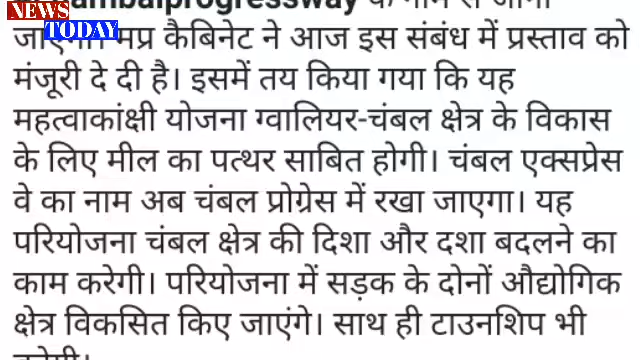 NEWS
TODAY
ambalprogressway के नाम से जाना
जाएगा। मप्र कैबिनेट ने आज इस संबंध में प्रस्ताव को
मंजूरी दे दी है। इसमें तय किया गया कि यह
महत्वाकांक्षी योजना ग्वालियर-चंबल क्षेत्र के विकास
के लिए मील का पत्थर साबित होगी। चंबल एक्सप्रेस
वे का नाम अब चंबल प्रोग्रेस में रखा जाएगा। यह
परियोजना चंबल क्षेत्र की दिशा और दशा बदलने का
काम करेगी। परियोजना में सड़क के दोनों औद्योगिक
क्षेत्र विकसित किए जाएंगे। साथ ही टाउनशिप भी